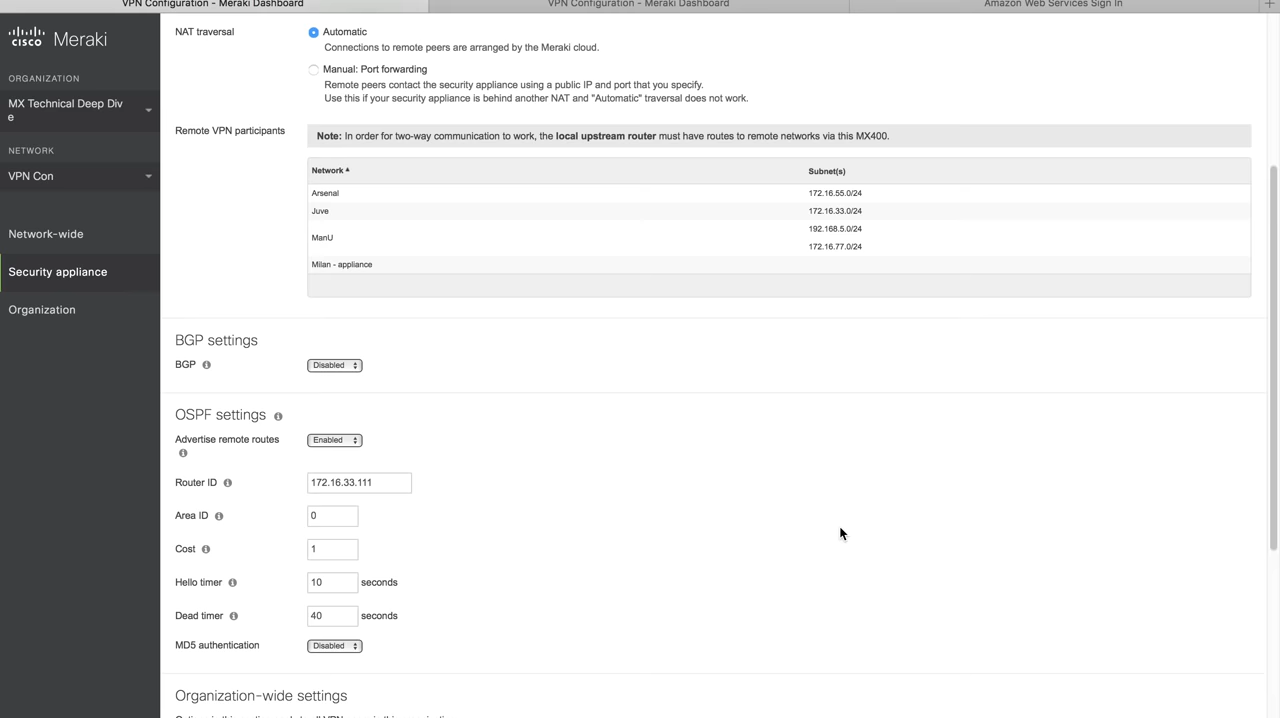 VPN Configuration - Meraki Dashboard
VPN Configuration - Meraki Dashboard
Amazon Web Services Sign In
cisco Meraki
ORGANIZATION
MX Technical Deep Div
e
NETWORK
VPN Con
Network-wide
Security appliance
Organization
NAT traversal
Automatic
Connections to remote peers are arranged by the Meraki cloud.
Manual: Port forwarding
Remote peers contact the security appliance using a public IP and port that you specify.
Use this if your security appliance is behind another NAT and "Automatic" traversal does not work.
Remote VPN participants
Note: In order for two-way communication to work, the local upstream router must have routes to remote networks via this MX400.
Network Subnet(s)
Arsenal 172.16.55.0/24
Juve 172.16.33.0/24
ManU 192.168.5.0/24
172.16.77.0/24
Milan - appliance
BGP settings
BGP Disabled
OSPF settings
Advertise remote routes Enabled
Router ID 172.16.33.111
Area ID 0
Cost 1
Hello timer 10 seconds
Dead timer 40 seconds
MD5 authentication Disabled
Organization-wide settings